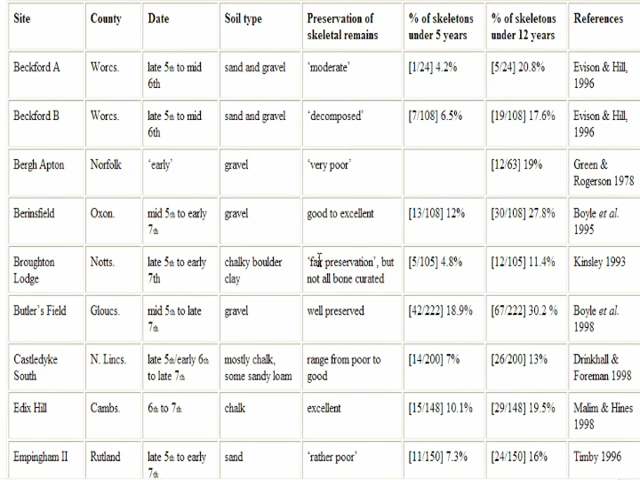 Site County Date Soil type Preservation of skeletal remains % of skeletons under 5 years % of skeletons under 12 years References
Beckford A Worcs. late 5th to mid 6th sand and gravel ‘moderate’ [1/24] 4.2% [5/24] 20.8% Evison & Hill, 1996
Beckford B Worcs. late 5th to mid 6th sand and gravel ‘decomposed’ [7/108] 6.5% [19/108] 17.6% Evison & Hill, 1996
Bergh Apton Norfolk ‘early’ gravel ‘very poor’ [12/63] 19% Green & Rogerson 1978
Berinsfield Oxon. mid 5th to early 7th gravel good to excellent [13/108] 12% [30/108] 27.8% Boyle et al. 1995
Broughton Lodge Notts. late 5th to early 7th chalky boulder clay ‘fair preservation’, but not all bone curated [5/105] 4.8% [12/105] 11.4% Kinsley 1993
Butler’s Field Gloucs. mid 5th to late 7th gravel well preserved [42/222] 18.9% [67/222] 30.2 % Boyle et al. 1998
Castledyke South N. Lincs. late 5th/early 6th to late 7th mostly chalk, some sandy loam range from poor to good [14/200] 7% [26/200] 13% Drinkhall & Foreman 1998
Edix Hill Cambs. 6th to 7th chalk excellent [15/148] 10.1% [29/148] 19.5% Malim & Hines 1998
Empingham II Rutland late 5th to early 7th sand ‘rather poor’ [11/150] 7.3% [24/150] 16% Timby 1996